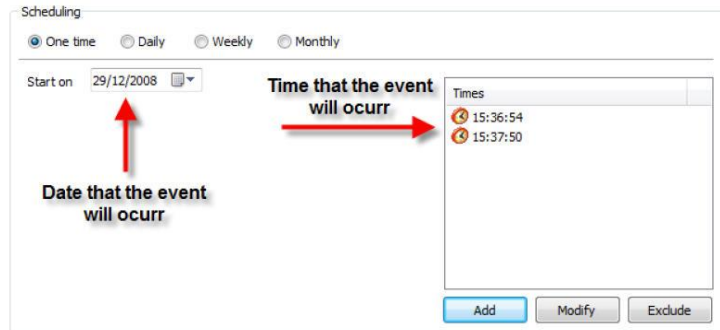 Scheduling
One time Daily Weekly Monthly
Start on 29/12/2008
Time that the event
will ocurr
Times
15:36:54
15:37:50
Date that the event
will ocurr
Add Modify Exclude